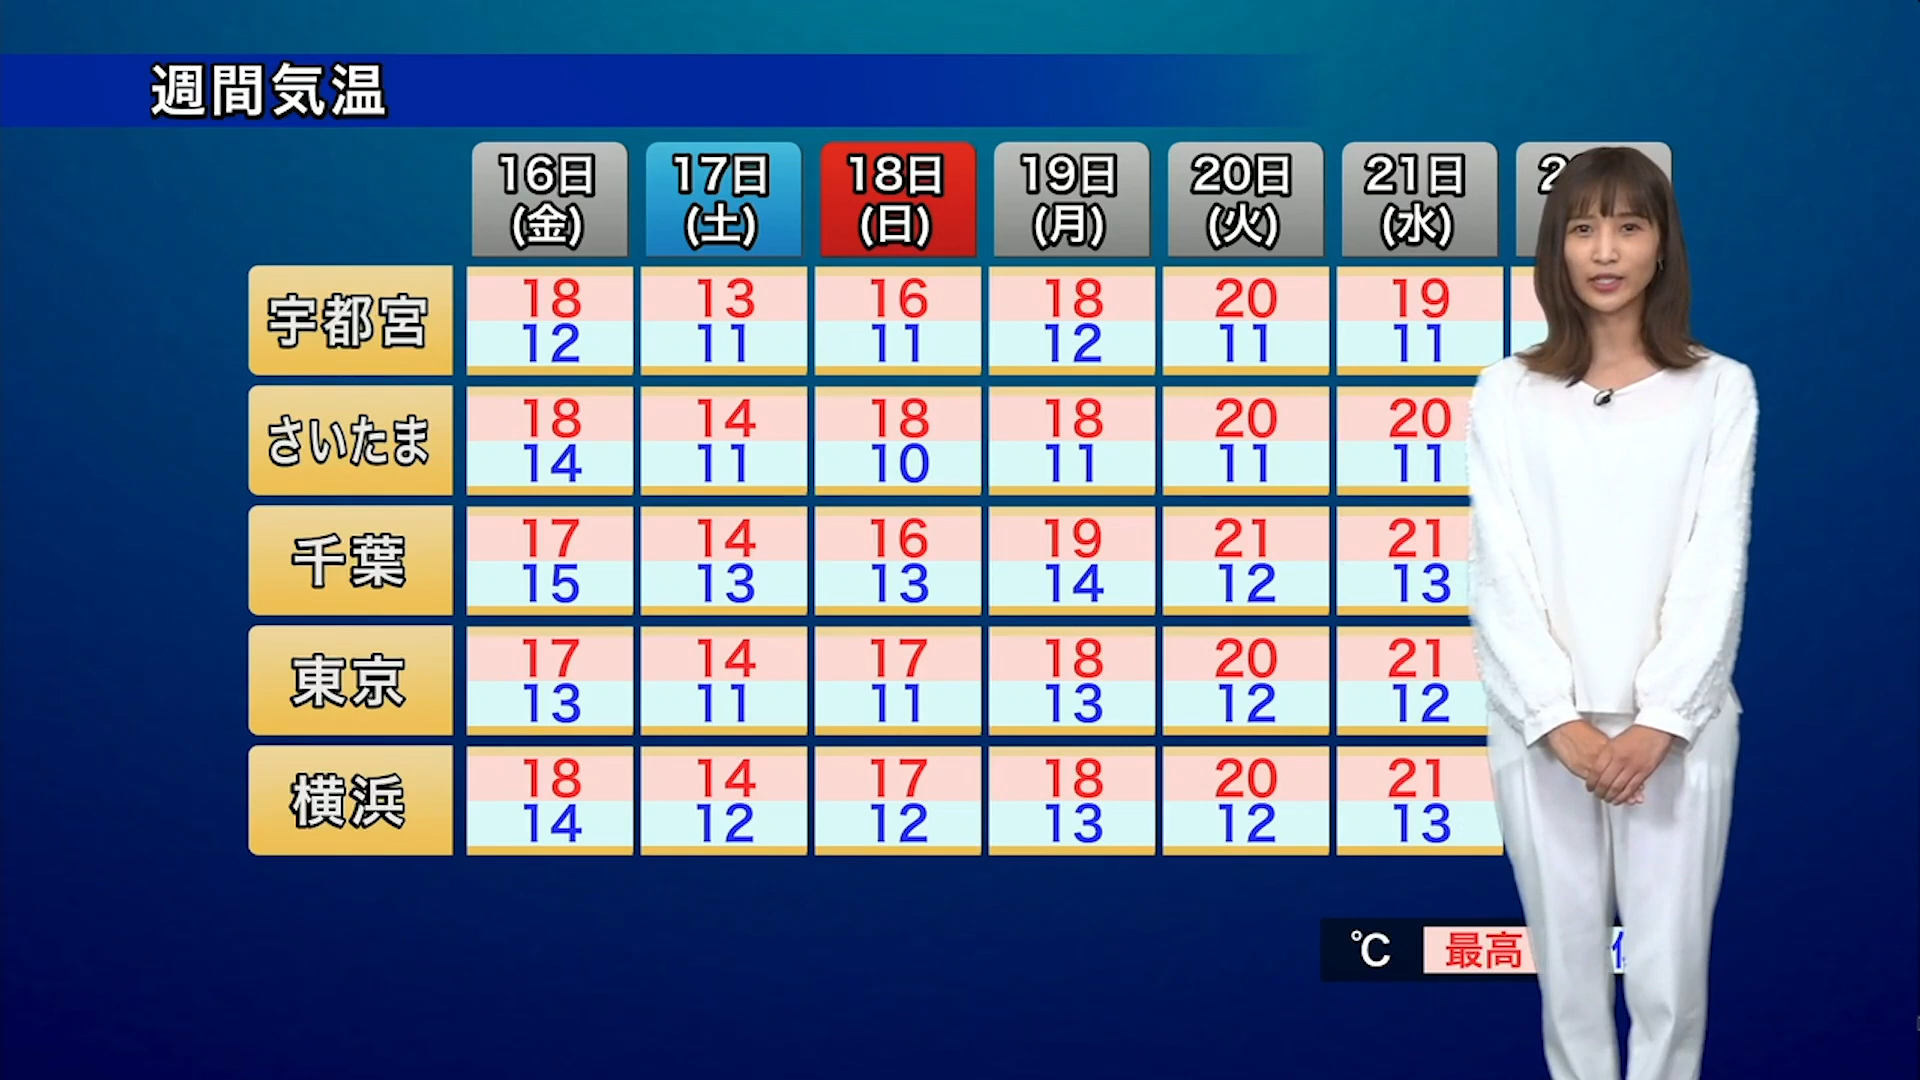 週間気温
16日 17日 18日 19日 20日 21日
(金) (土) (日) (月) (火) (水)
宇都宮 18 13 16 18 20 19
12 11 11 12 11 11
さいたま 18 14 18 18 20 20
14 11 10 11 11 11
千葉 17 14 16 19 21 21
15 13 13 14 12 13
東京 17 14 17 18 20 21
13 11 11 13 12 12
横浜 18 14 17 18 20 21
14 12 12 13 12 13
℃ 最高